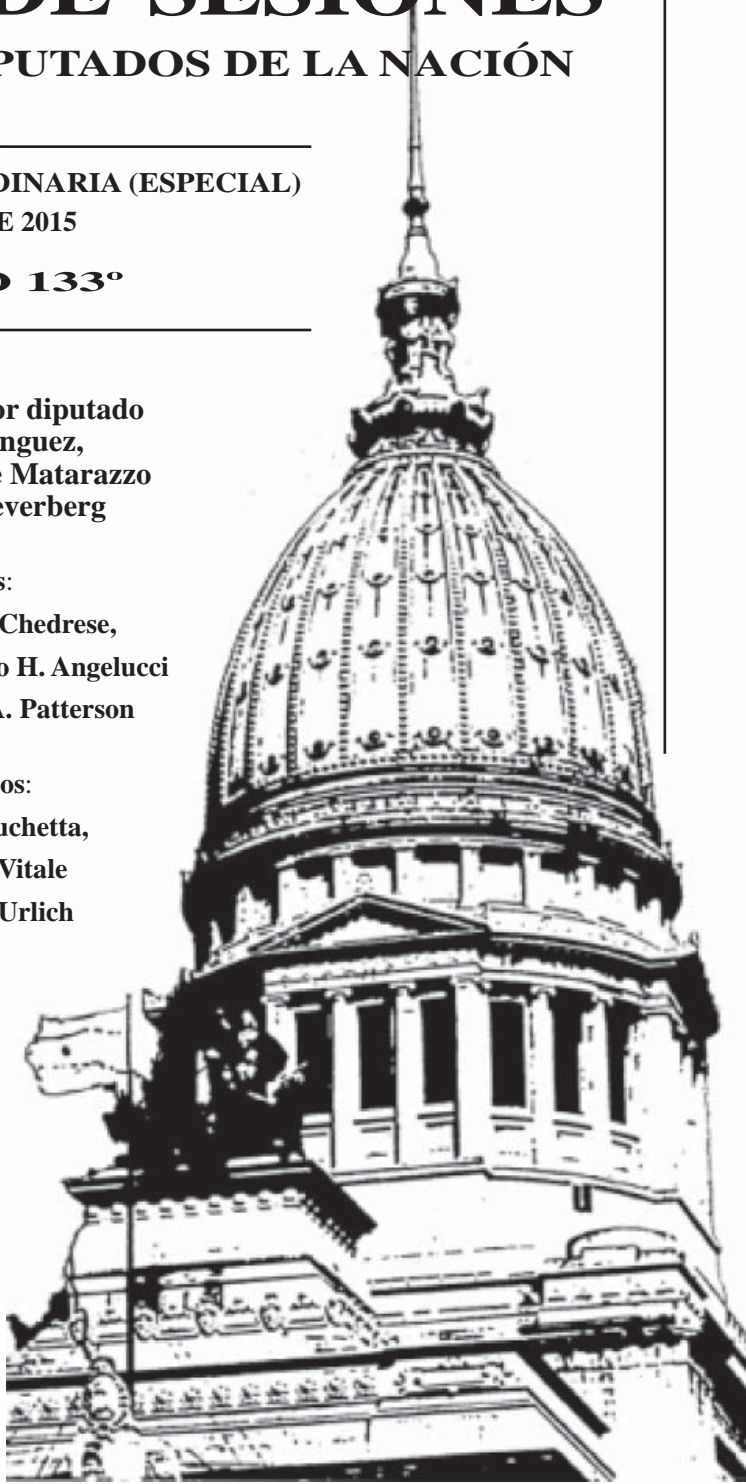 DE SESIONES
PUTADOS DE LA NACIÓN
DINARIA (ESPECIAL)
E 2015
O 133º
or diputado
nguez,
e Matarazzo
everberg
s:
Chedrese,
o H. Angelucci
A. Patterson
os:
uchetta,
Vitale
Urlich